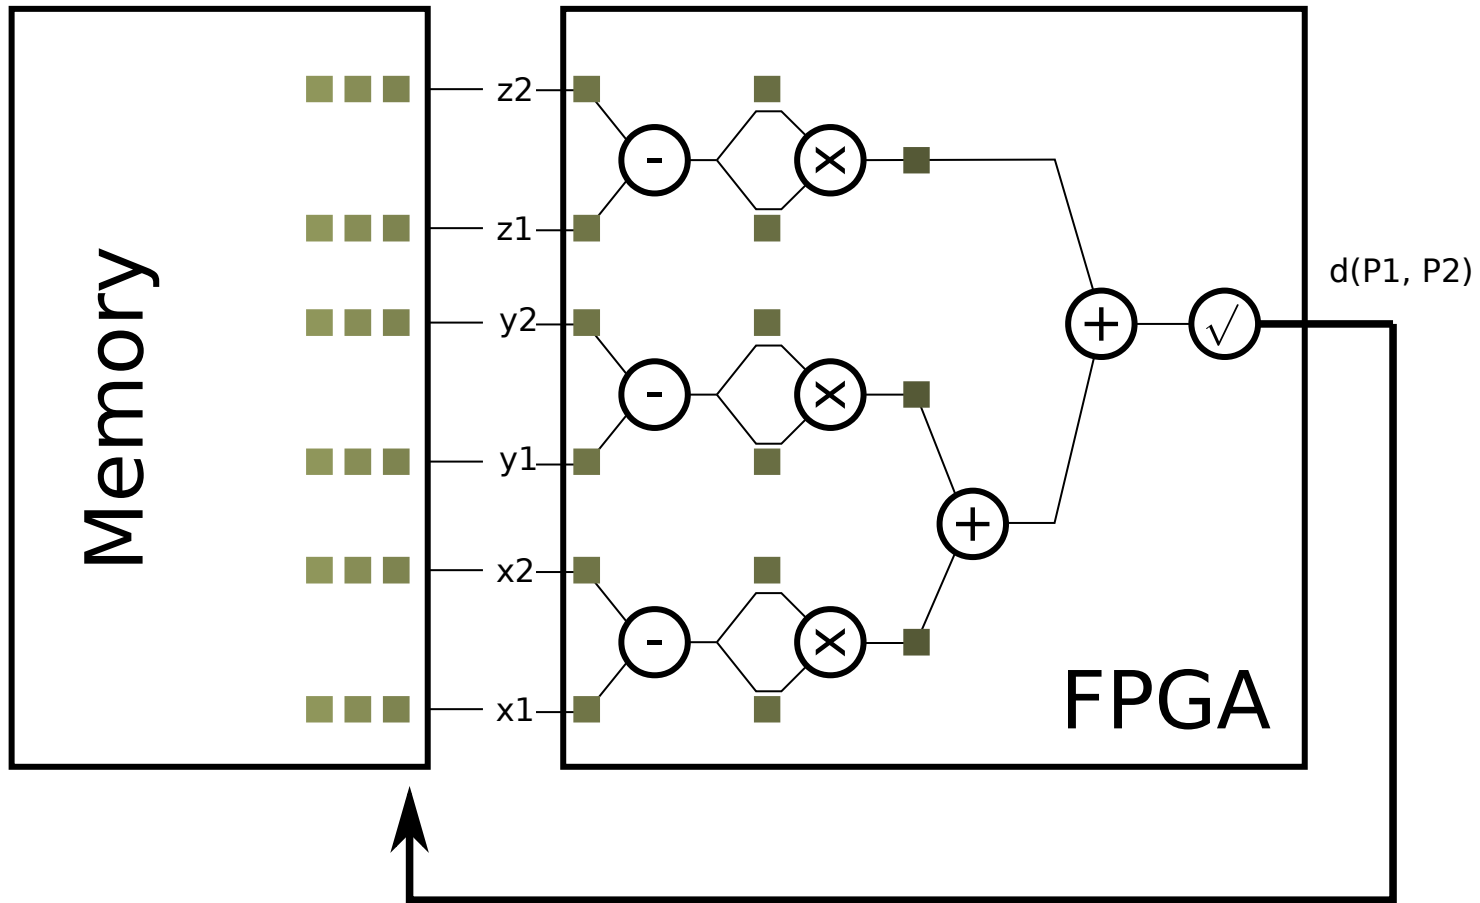 Memory
z2
z1
y2
y1
x2
x1
-
×
-
×
-
×
+
+
√
d(P1, P2)
FPGA